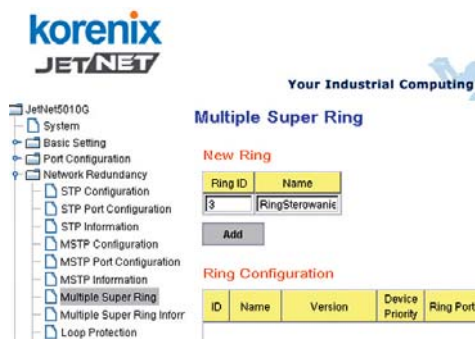 korenix
JETNET
Your Industrial Computing
JetNet5010G
System
Basic Setting
Port Configuration
Network Redundancy
STP Configuration
STP Port Configuration
STP Information
MSTP Configuration
MSTP Port Configuration
MSTP Information
Multiple Super Ring
Multiple Super Ring Inforr
Loop Protection
Multiple Super Ring
New Ring
Ring ID Name
3 RingSterowanie
Add
Ring Configuration
ID Name Version Device Priority Ring Port